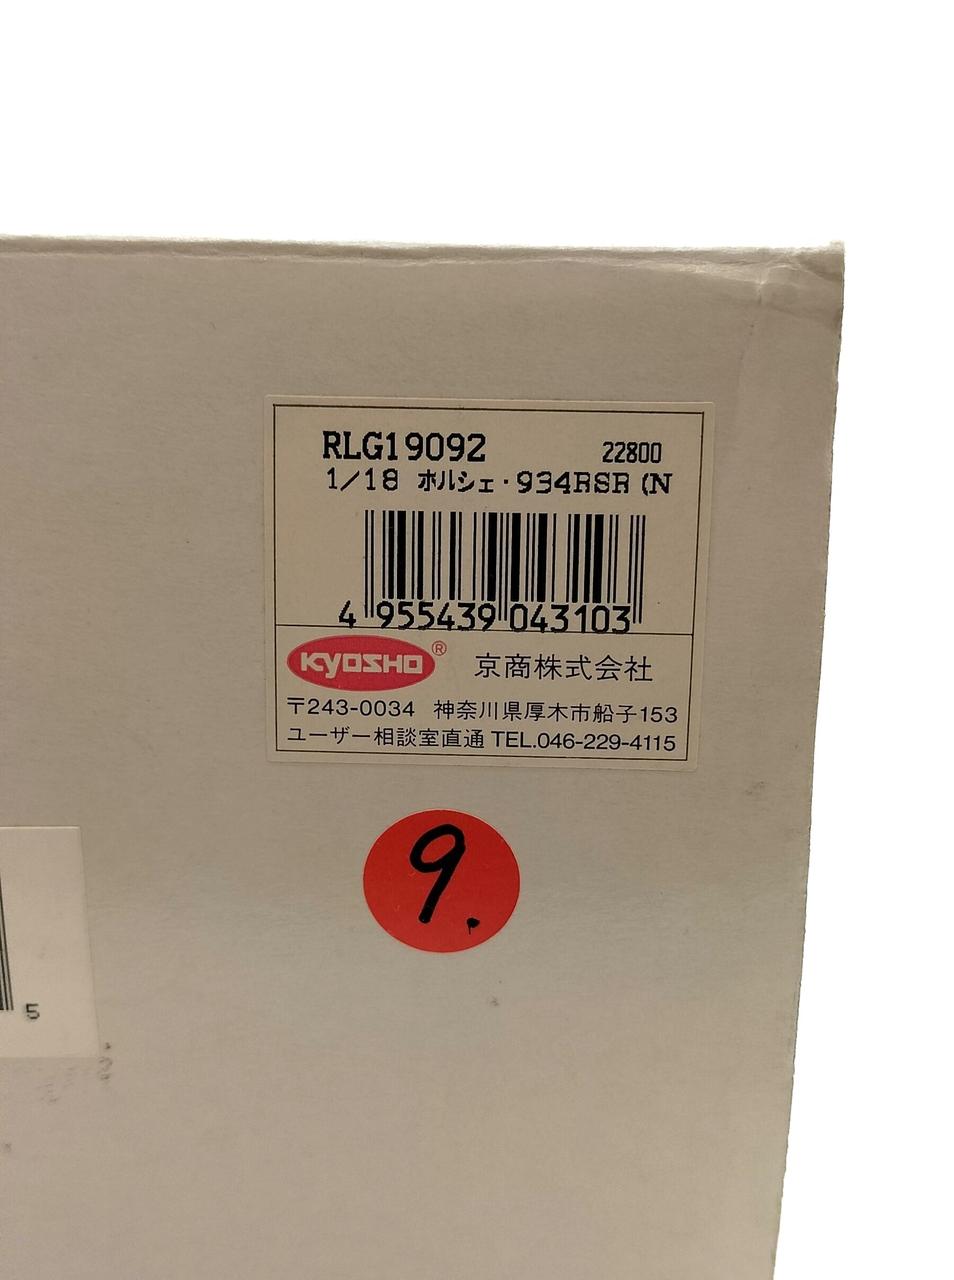 RLG19092 22800
1/18 ポルシェ・934RSR (N
4 955439 043103
KYOSHO® 京商株式会社
〒243-0034 神奈川県厚木市船子153
ユーザー相談室直通 TEL.046-229-4115
9.
5